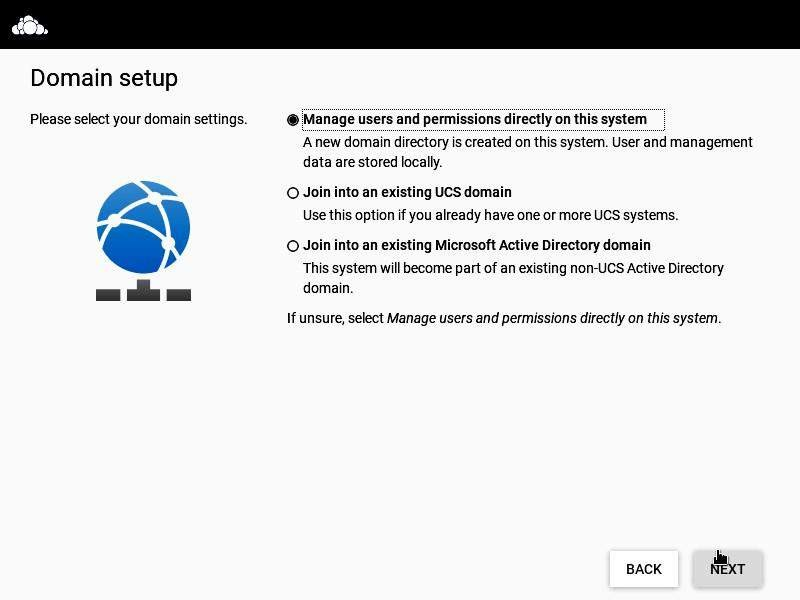 Domain setup
Please select your domain settings.
Manage users and permissions directly on this system
A new domain directory is created on this system. User and management
data are stored locally.
Join into an existing UCS domain
Use this option if you already have one or more UCS systems.
Join into an existing Microsoft Active Directory domain
This system will become part of an existing non-UCS Active Directory
domain.
If unsure, select Manage users and permissions directly on this system.
BACK
NEXT